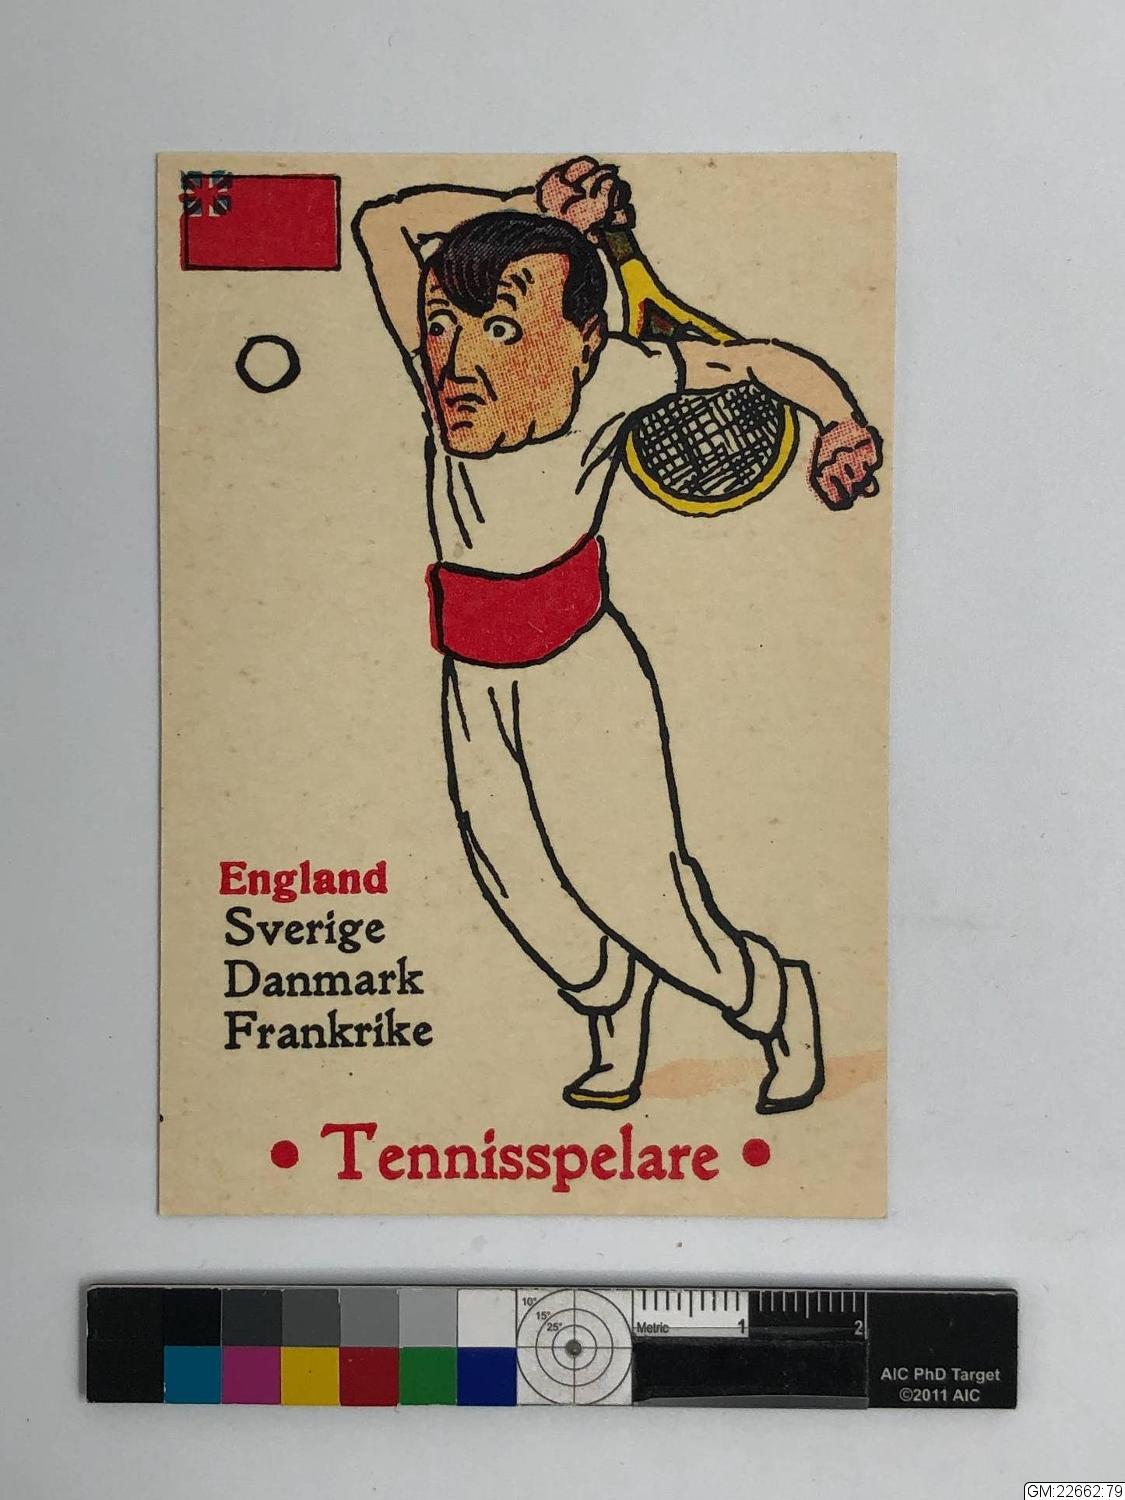 England
Sverige
Danmark
Frankrike
• Tennisspelare •
10°
15°
25°
Metric 1 2
AIC PhD Target
©2011 AIC
GM:22662:79